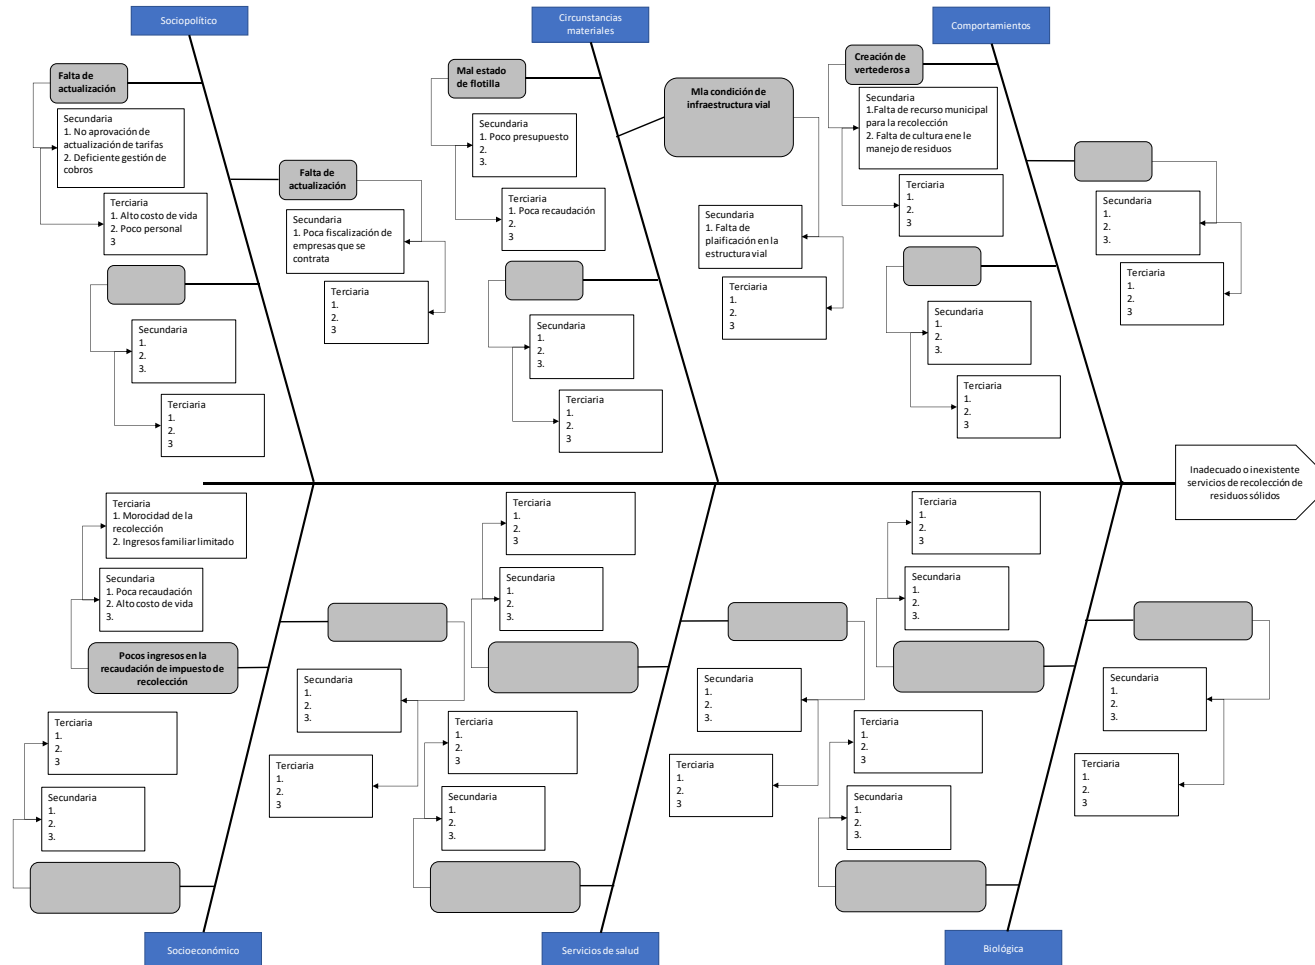 Sociopolítico
Circunstancias
materiales
Comportamientos
Falta de
actualización
Secundaria
1. No aprovación de
actualización de tarifas
2. Deficiente gestión de
cobros
Terciaria
1. Alto costo de vida
2. Poco personal
3
Falta de
actualización
Secundaria
1. Poca fiscalización de
empresas que se
contrata
Terciaria
1.
2.
3
Secundaria
1.
2.
3.
Terciaria
1.
2.
3
Mal estado
de flotilla
Secundaria
1. Poco presupuesto
2.
3.
Terciaria
1. Poca recaudación
2.
3
Mla condición de
infraestructura vial
Secundaria
1. Falta de
plaificación en la
estructura vial
Terciaria
1.
2.
3
Secundaria
1.
2.
3.
Terciaria
1.
2.
3
Creación de
vertederos a
Secundaria
1.Falta de recurso municipal
para la recolección
2. Falta de cultura ene le
manejo de residuos
Terciaria
1.
2.
3
Secundaria
1.
2.
3.
Terciaria
1.
2.
3
Secundaria
1.
2.
3.
Terciaria
1.
2.
3
Inadecuado o inexistente
servicios de recolección de
residuos sólidos
Terciaria
1. Morocidad de la
recolección
2. Ingresos familiar limitado
Secundaria
1. Poca recaudación
2. Alto costo de vida
3.
Pocos ingresos en la
recaudación de impuesto de
recolección
Secundaria
1.
2.
3.
Terciaria
1.
2.
3
Terciaria
1.
2.
3
Secundaria
1.
2.
3.
Terciaria
1.
2.
3
Secundaria
1.
2.
3.
Secundaria
1.
2.
3.
Terciaria
1.
2.
3
Terciaria
1.
2.
3
Secundaria
1.
2.
3.
Terciaria
1.
2.
3
Secundaria
1.
2.
3.
Secundaria
1.
2.
3.
Terciaria
1.
2.
3
Terciaria
1.
2.
3
Secundaria
1.
2.
3.
Socioeconómico
Servicios de salud
Biológica